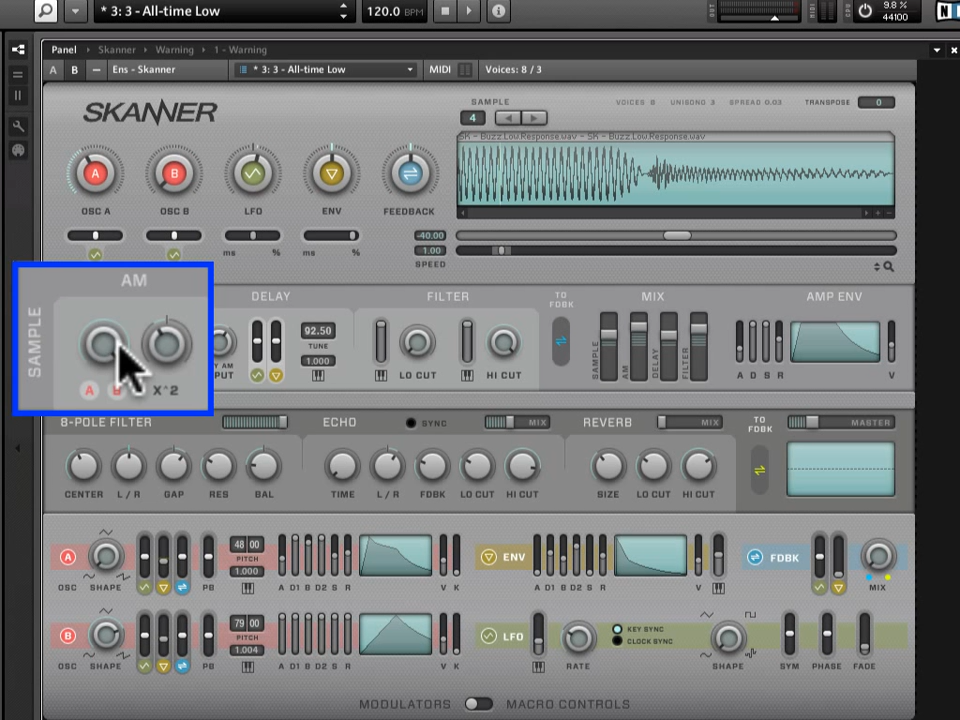 * 3: 3 - All-time Low
120.0 BPM
9.8 %
44100
OUT
MIDI
CPU
N
Panel Skanner Warning 1 - Warning
A B Ens - Skanner * 3: 3 - All-time Low MIDI Voices: 8 / 3
SKANNER
SAMPLE
VOICES 8 UNISONO 3 SPREAD 0.03 TRANSPOSE 0
4
SK - Buzz.Low.Response.wav - SK - Buzz.Low.Response.wav
A B
OSC A OSC B LFO ENV FEEDBACK
-40.00
ms % ms %
1.00
SPEED
AM
SAMPLE
A B X^2
DELAY FILTER TO FDBK MIX AMP ENV
92.50
TUNE
1.000
LO CUT HI CUT
SAMPLE AM DELAY FILTER
A D S R V
8-POLE FILTER ECHO SYNC MIX REVERB MIX TO FDBK MASTER
CENTER L / R GAP RES BAL TIME L / R FDBK LO CUT HI CUT SIZE LO CUT HI CUT
A 48 00 ENV FDBK
PITCH
1.000
OSC SHAPE PB A D1 B D2 S R V K A D1 B D2 S R V MIX
B 79 00 LFO KEY SYNC
PITCH CLOCK SYNC
1.004
OSC SHAPE PB A D1 B D2 S R V K RATE SHAPE SYM PHASE FADE
MODULATORS MACRO CONTROLS